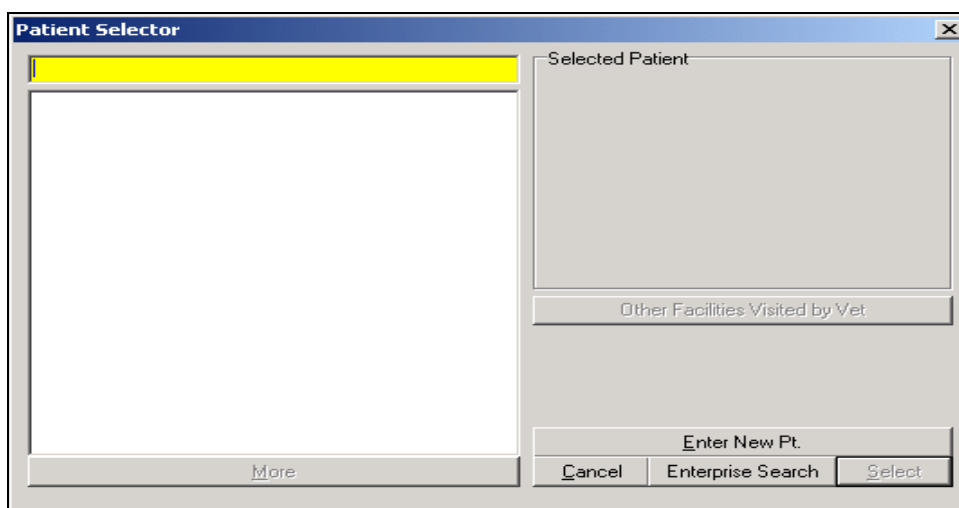 Patient Selector
Selected Patient
Other Facilities Visited by Vet
Enter New Pt.
More
Cancel
Enterprise Search
Select